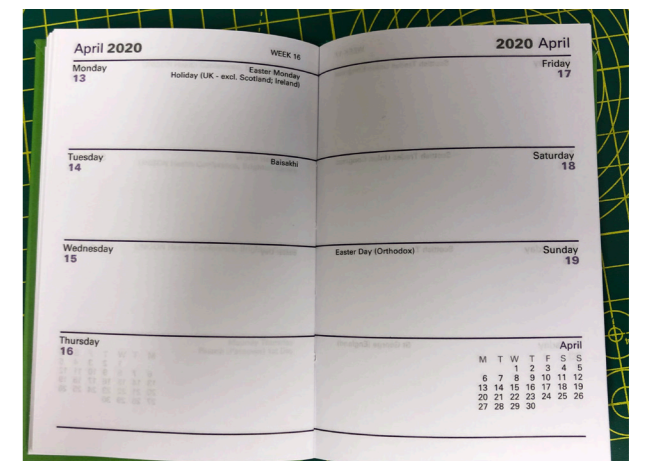 April 2020
WEEK 16
Monday
13
Easter Monday
Holiday (UK - excl. Scotland; Ireland)
Tuesday
14
Baisakhi
Wednesday
15
Thursday
16
2020 April
Friday
17
Saturday
18
Easter Day (Orthodox)
Sunday
19
April
M T W T F S S
1 2 3 4 5
6 7 8 9 10 11 12
13 14 15 16 17 18 19
20 21 22 23 24 25 26
27 28 29 30